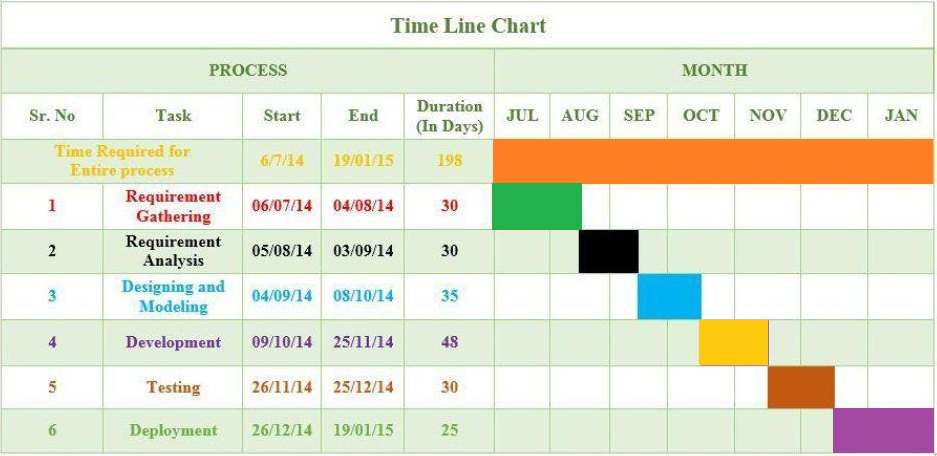 Time Line Chart
PROCESS MONTH
Sr. No Task Start End Duration (In Days) JUL AUG SEP OCT NOV DEC JAN
Time Required for Entire process 6/7/14 19/01/15 198
1 Requirement Gathering 06/07/14 04/08/14 30
2 Requirement Analysis 05/08/14 03/09/14 30
3 Designing and Modeling 04/09/14 08/10/14 35
4 Development 09/10/14 25/11/14 48
5 Testing 26/11/14 25/12/14 30
6 Deployment 26/12/14 19/01/15 25